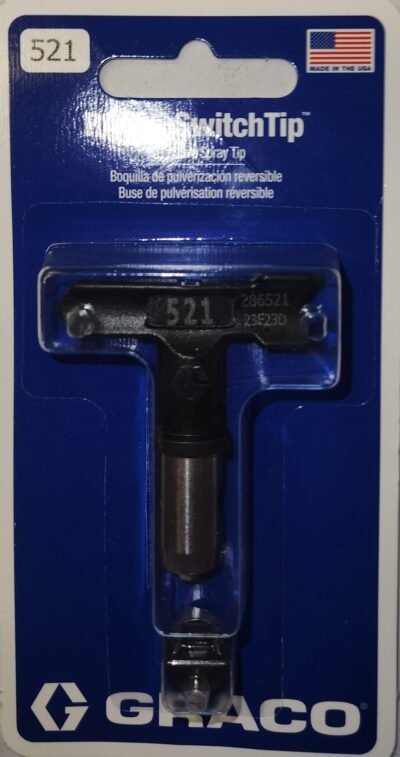 521
MADE IN THE USA
SwitchTip™
Spray Tip
Boquilla de pulverización reversible
Buse de pulvérisation réversible
521
286521
23E23D
GRACO